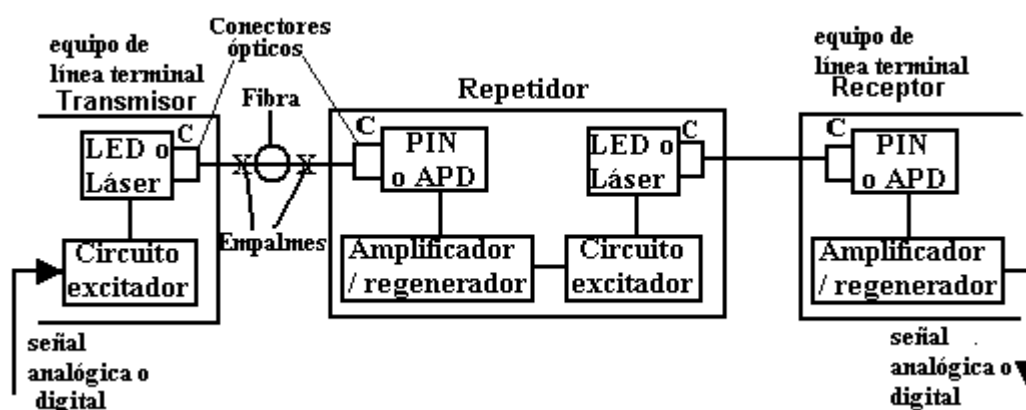 equipo de
línea terminal
Transmisor
Conectores
ópticos
Fibra
C
LED o
Láser
Empalmes
Circuito
excitador
señal
analógica o
digital
Repetidor
C
PIN
o APD
C
LED o
Láser
Amplificador
/ regenerador
Circuito
excitador
equipo de
línea terminal
Receptor
C
PIN
o APD
Amplificador
/ regenerador
señal
analógica o
digital